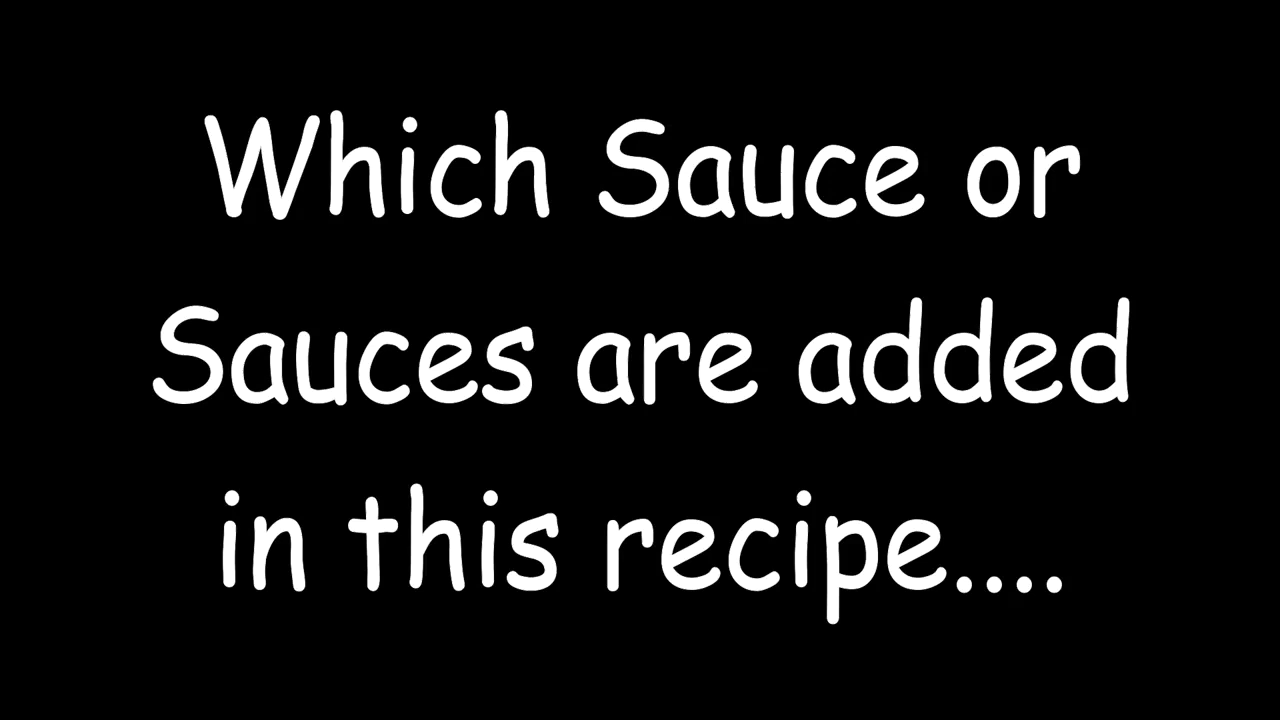 Which Sauce or
Sauces are added
in this recipe....